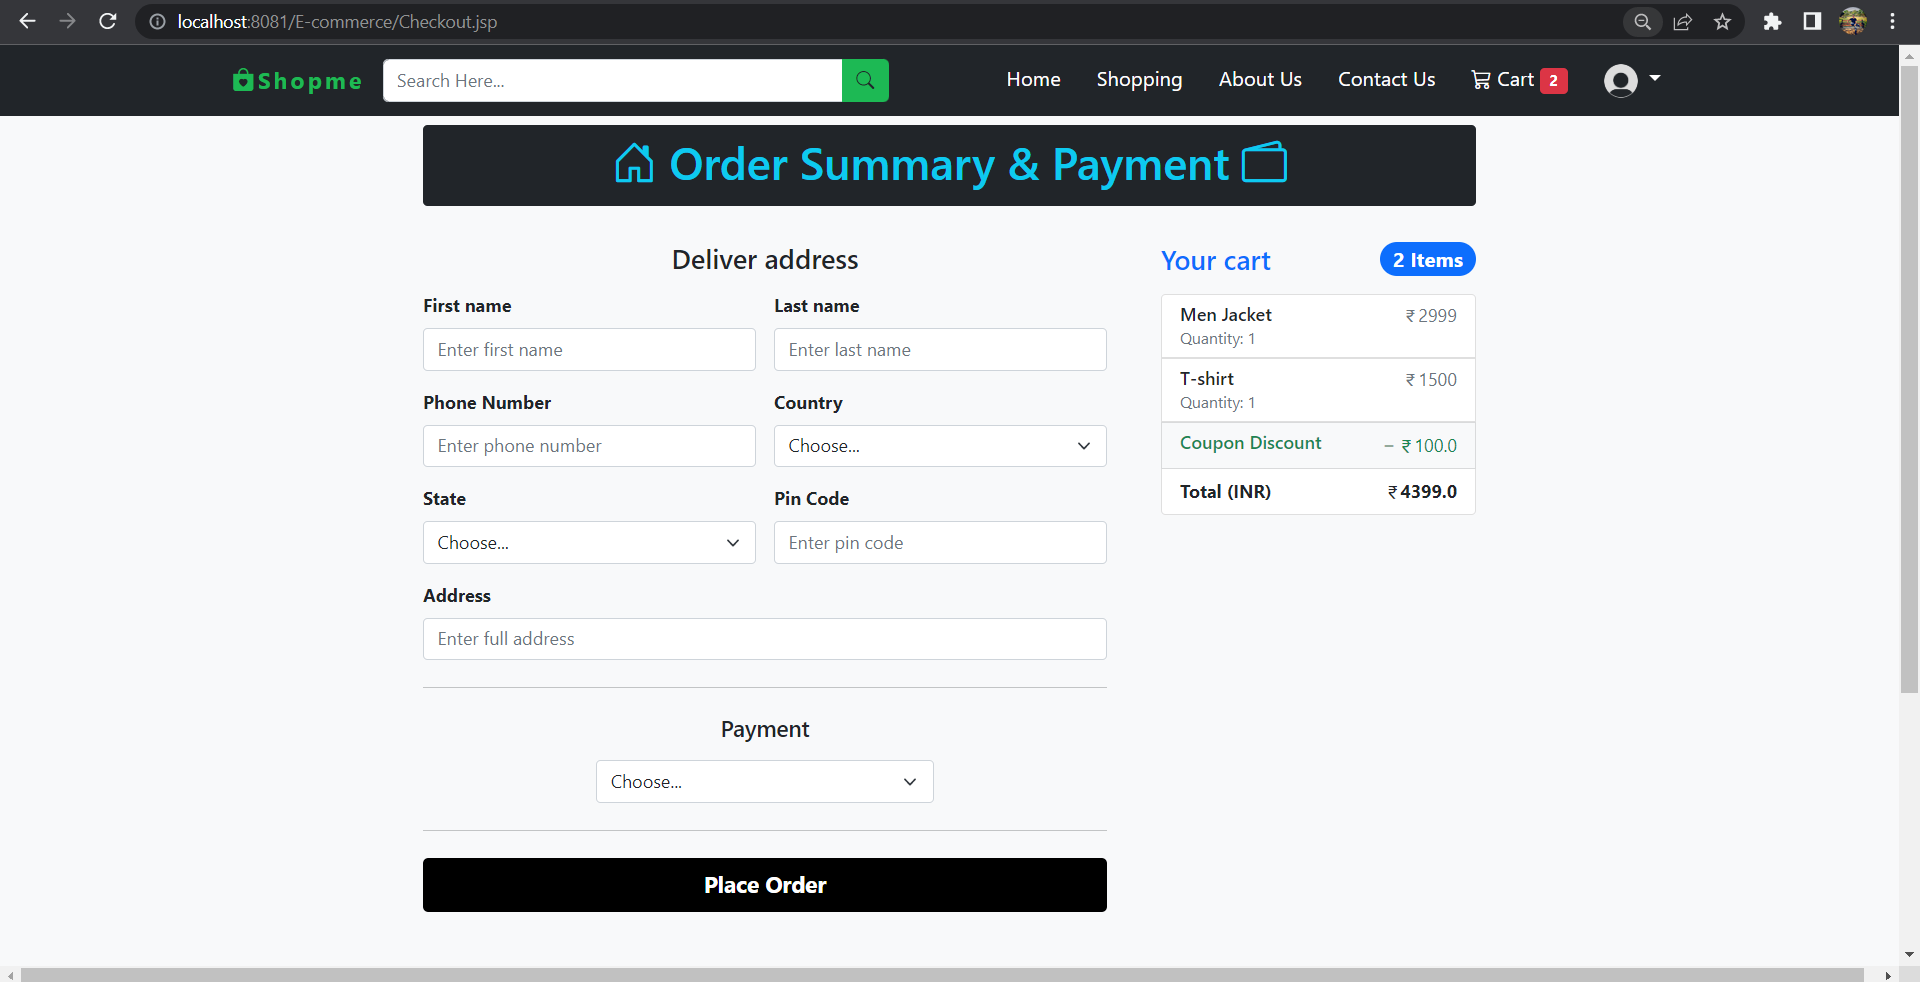 localhost:8081/E-commerce/Checkout.jsp
Shopme
Search Here...
Home
Shopping
About Us
Contact Us
Cart 2
Order Summary & Payment
Deliver address
First name
Last name
Enter first name
Enter last name
Phone Number
Country
Enter phone number
Choose...
State
Pin Code
Choose...
Enter pin code
Address
Enter full address
Payment
Choose...
Place Order
Your cart
2 Items
Men Jacket ₹ 2999
Quantity: 1
T-shirt ₹ 1500
Quantity: 1
Coupon Discount − ₹ 100.0
Total (INR) ₹ 4399.0